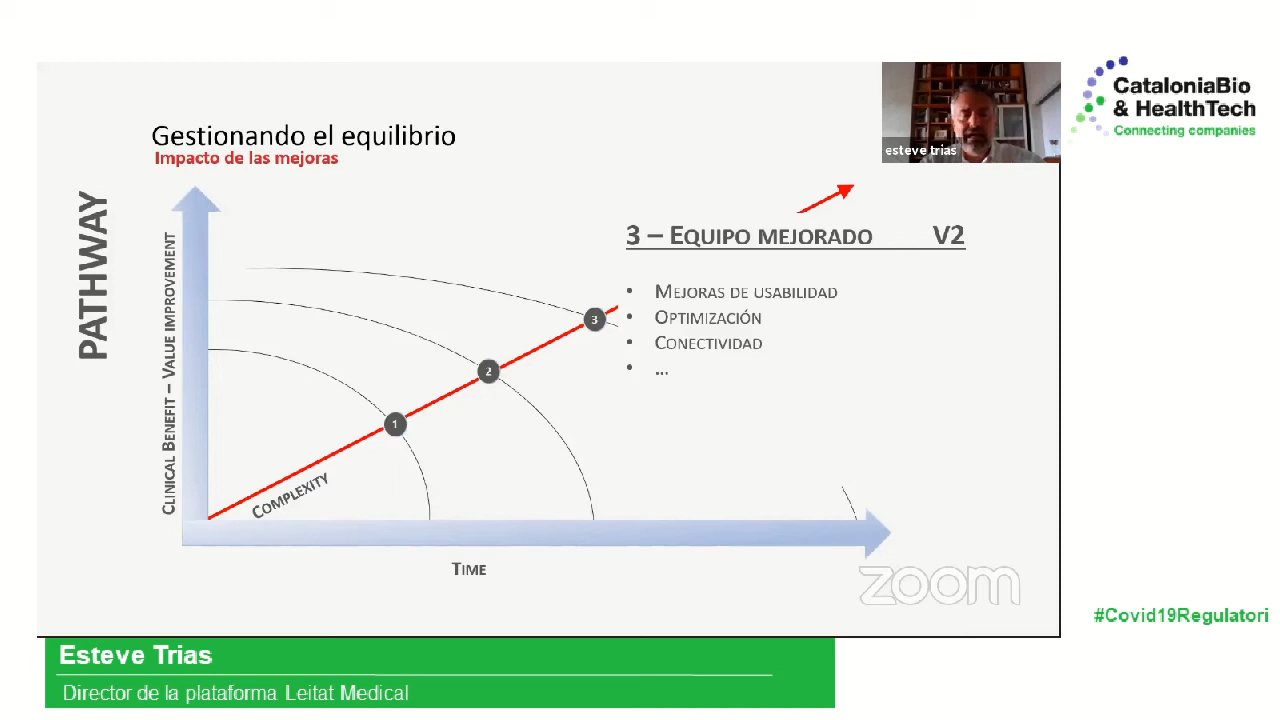 CataloniaBio
& HealthTech
Connecting companies
esteve trias
Gestionando el equilibrio
Impacto de las mejoras
PATHWAY
CLINICAL BENEFIT – VALUE IMPROVEMENT
3 – EQUIPO MEJORADO V2
• MEJORAS DE USABILIDAD
• OPTIMIZACIÓN
• CONECTIVIDAD
• ...
3
2
1
COMPLEXITY
TIME
zoom
#Covid19Regulatori
Esteve Trias
Director de la plataforma Leitat Medical